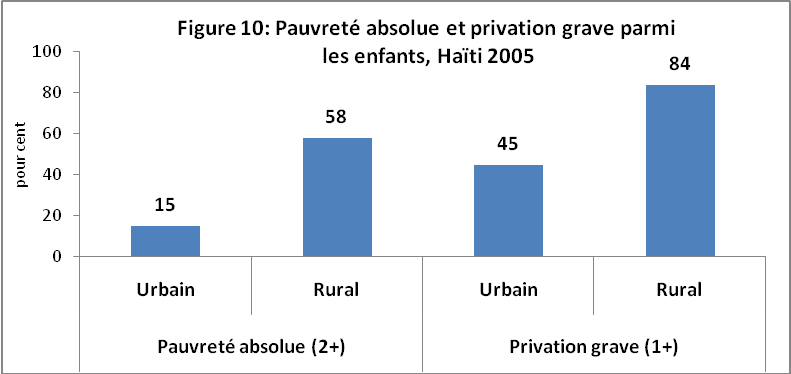 Figure 10: Pauvreté absolue et privation grave parmi
les enfants, Haïti 2005
pour cent
100
80
60
40
20
0
15
58
45
84
Urbain
Rural
Urbain
Rural
Pauvreté absolue (2+)
Privation grave (1+)